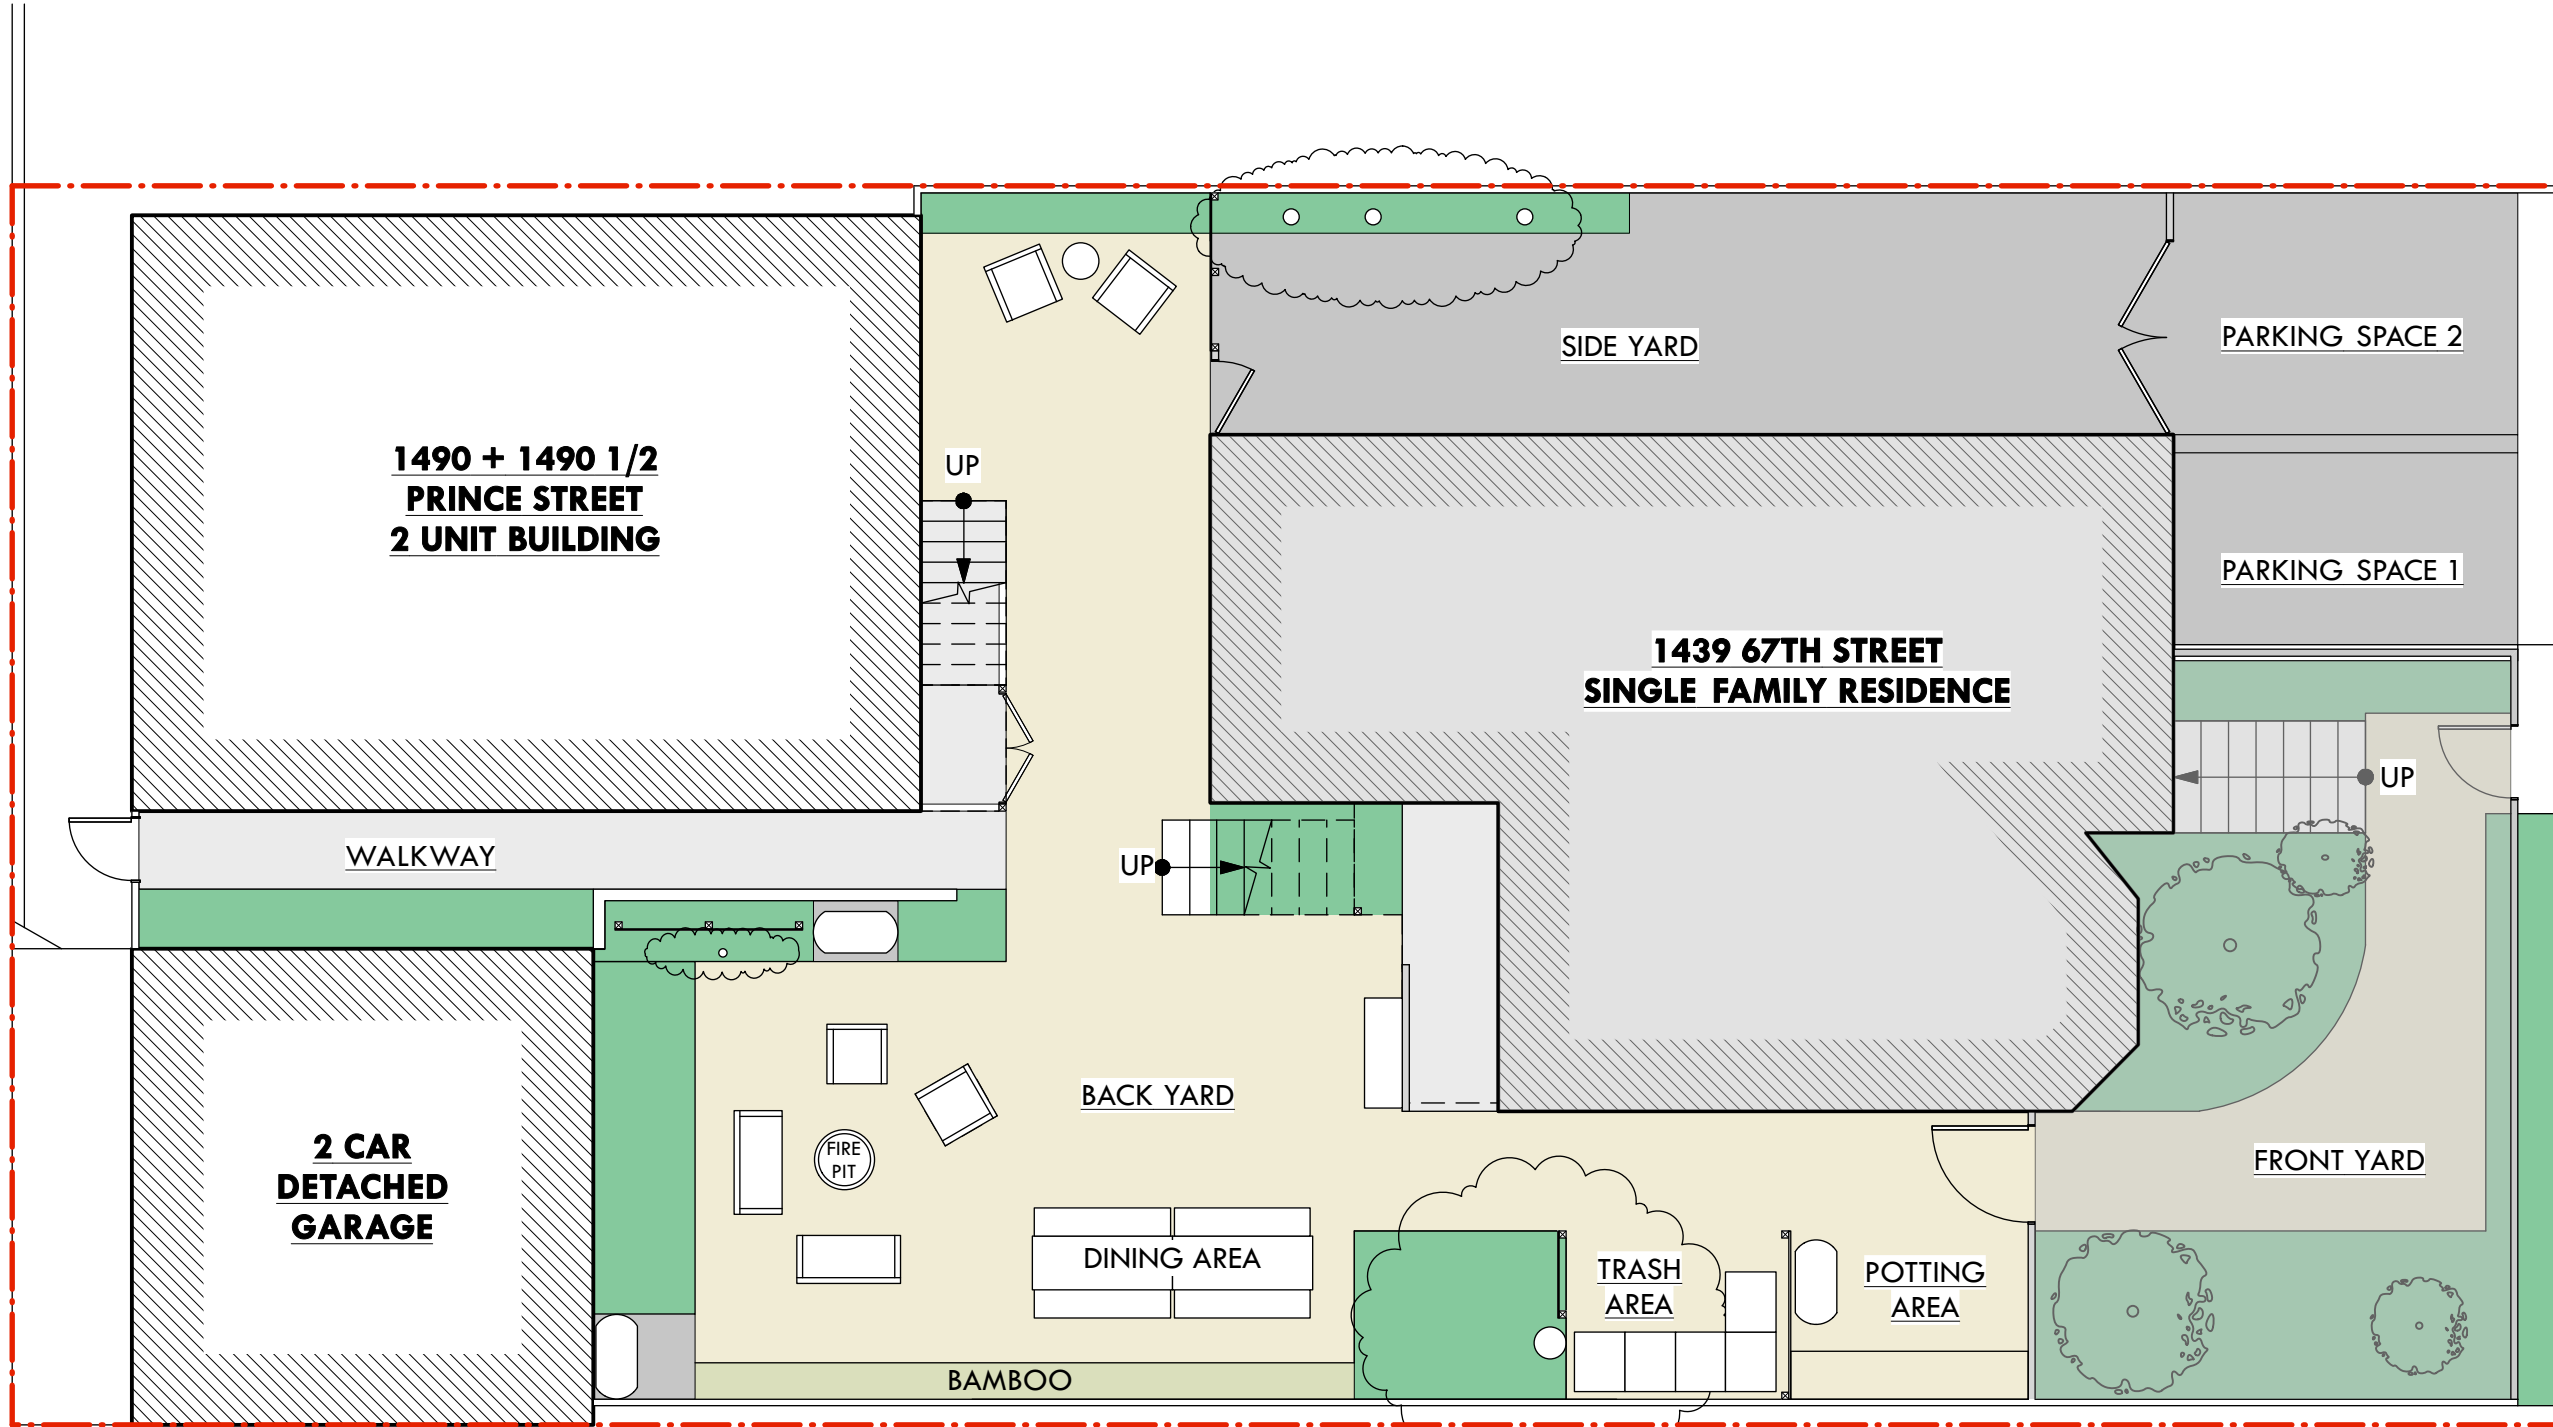 SIDE YARD
PARKING SPACE 2
1490 + 1490 1/2
PRINCE STREET
2 UNIT BUILDING
UP
PARKING SPACE 1
1439 67TH STREET
SINGLE FAMILY RESIDENCE
UP
WALKWAY
UP
BACK YARD
2 CAR
DETACHED
GARAGE
FIRE
PIT
FRONT YARD
DINING AREA
TRASH
AREA
POTTING
AREA
BAMBOO